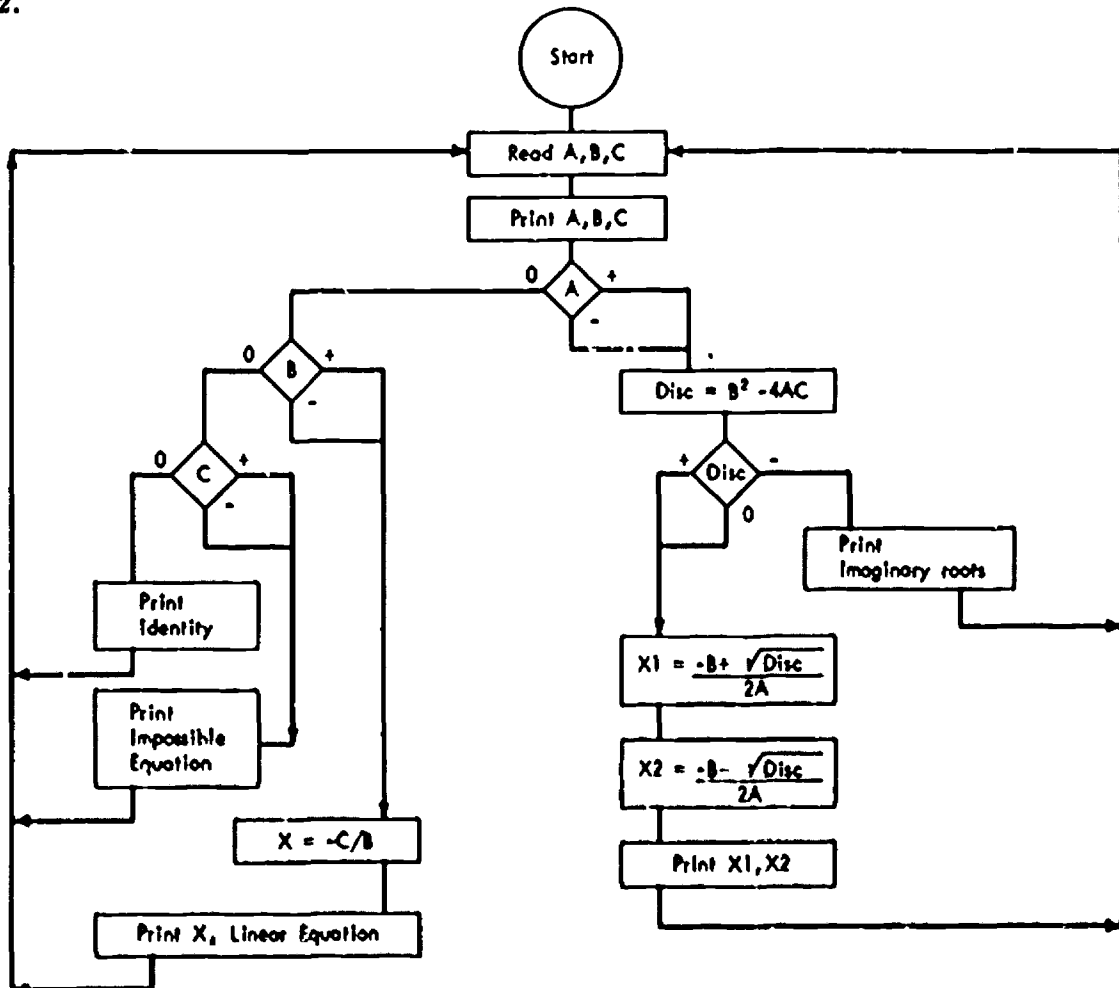 2.
Start
Read A,B,C
Print A,B,C
0 A +
-
0 B +
-
Disc = B² -4AC
0 C +
-
+ Disc -
0
Print
Imaginary roots
Print
Identity
X1 = -B+ √Disc
2A
Print
Impossible
Equation
X2 = -B- √Disc
2A
X = -C/B
Print X1,X2
Print X, Linear Equation